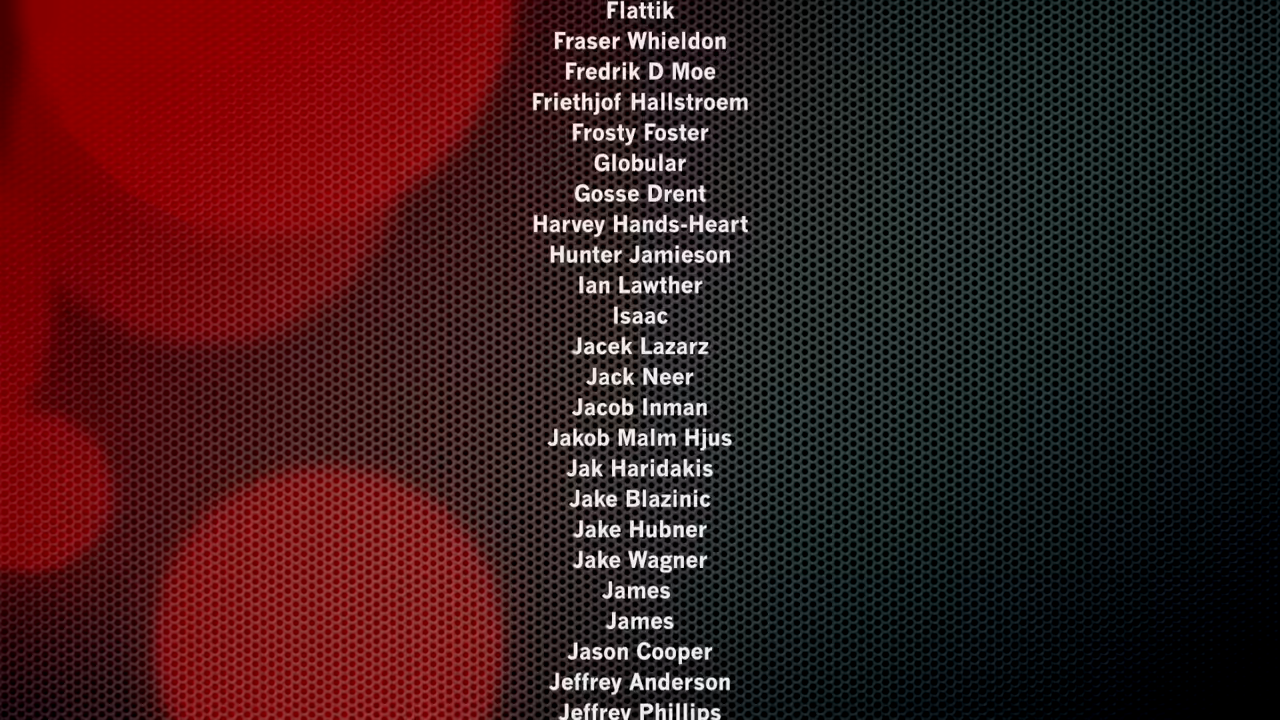 Flattik
Fraser Whieldon
Fredrik D Moe
Friethjof Hallstroem
Frosty Foster
Globular
Gosse Drent
Harvey Hands-Heart
Hunter Jamieson
Ian Lawther
Isaac
Jacek Lazarz
Jack Neer
Jacob Inman
Jakob Malm Hjus
Jak Haridakis
Jake Blazinic
Jake Hubner
Jake Wagner
James
James
Jason Cooper
Jeffrey Anderson
Jeffrey Phillips